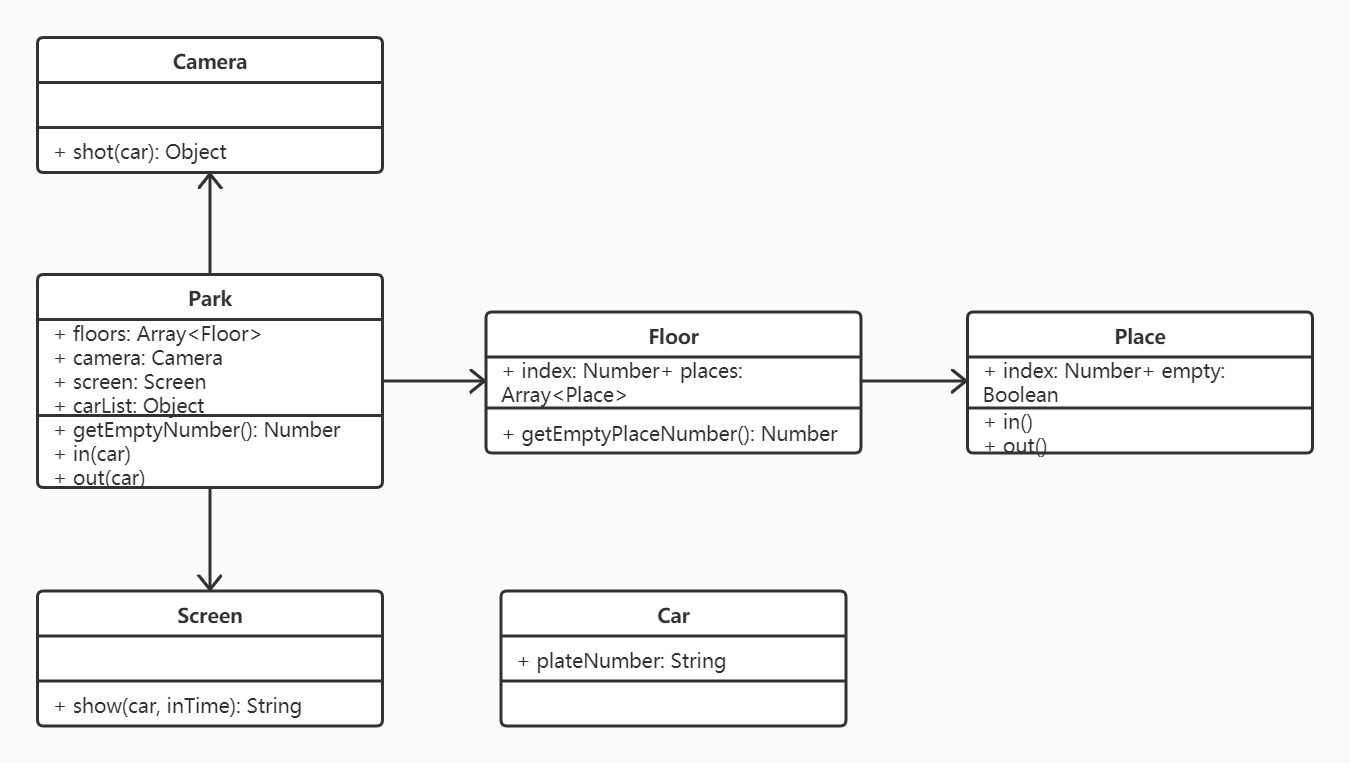 Camera
+ shot(car): Object
Park
+ floors: Array<Floor>
+ camera: Camera
+ screen: Screen
+ carList: Object
+ getEmptyNumber(): Number
+ in(car)
+ out(car)
Floor
+ index: Number+ places:
Array<Place>
+ getEmptyPlaceNumber(): Number
Place
+ index: Number+ empty:
Boolean
+ in()
+ out()
Screen
+ show(car, inTime): String
Car
+ plateNumber: String